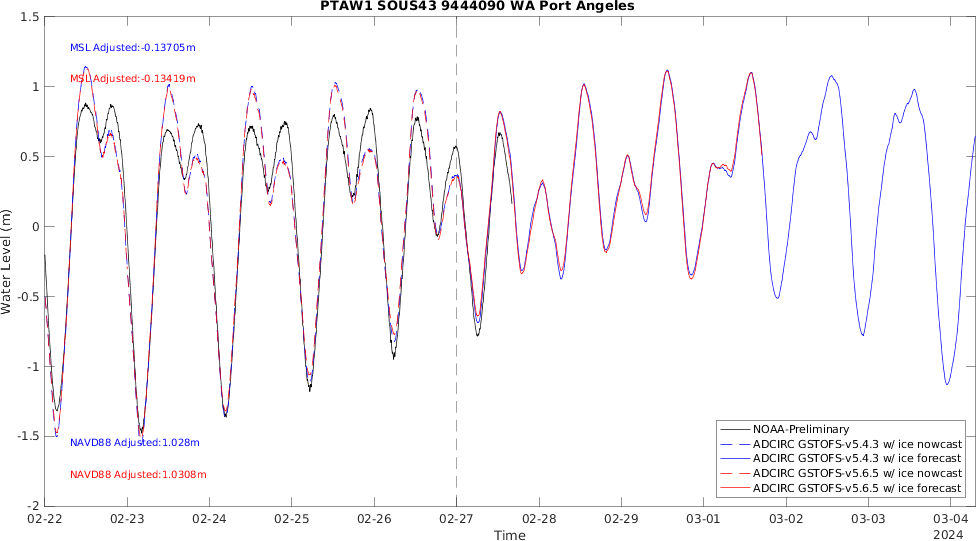 PTAW1 SOUS43 9444090 WA Port Angeles
1.5
MSL Adjusted:-0.13705m
MSL Adjusted:-0.13419m
1
0.5
0
-0.5
-1
-1.5
-2
Water Level (m)
NAVD88 Adjusted:1.028m
NAVD88 Adjusted:1.0308m
NOAA-Preliminary
ADCIRC GSTOFS-v5.4.3 w/ ice nowcast
ADCIRC GSTOFS-v5.4.3 w/ ice forecast
ADCIRC GSTOFS-v5.6.5 w/ ice nowcast
ADCIRC GSTOFS-v5.6.5 w/ ice forecast
02-22 02-23 02-24 02-25 02-26 02-27 02-28 02-29 03-01 03-02 03-03 03-04
2024
Time